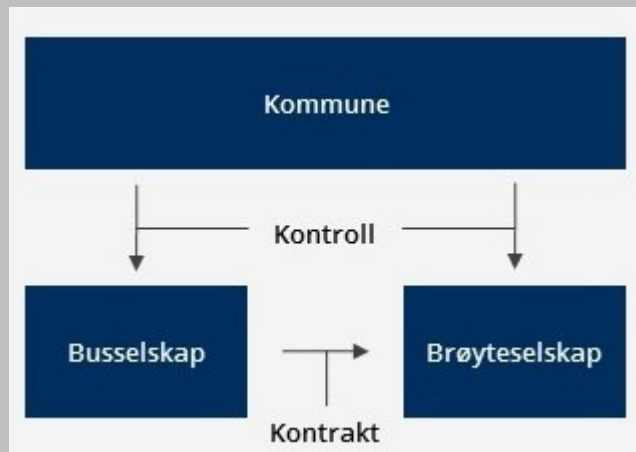 Kommune
Kontroll
Busselskap
Brøyteselskap
Kontrakt